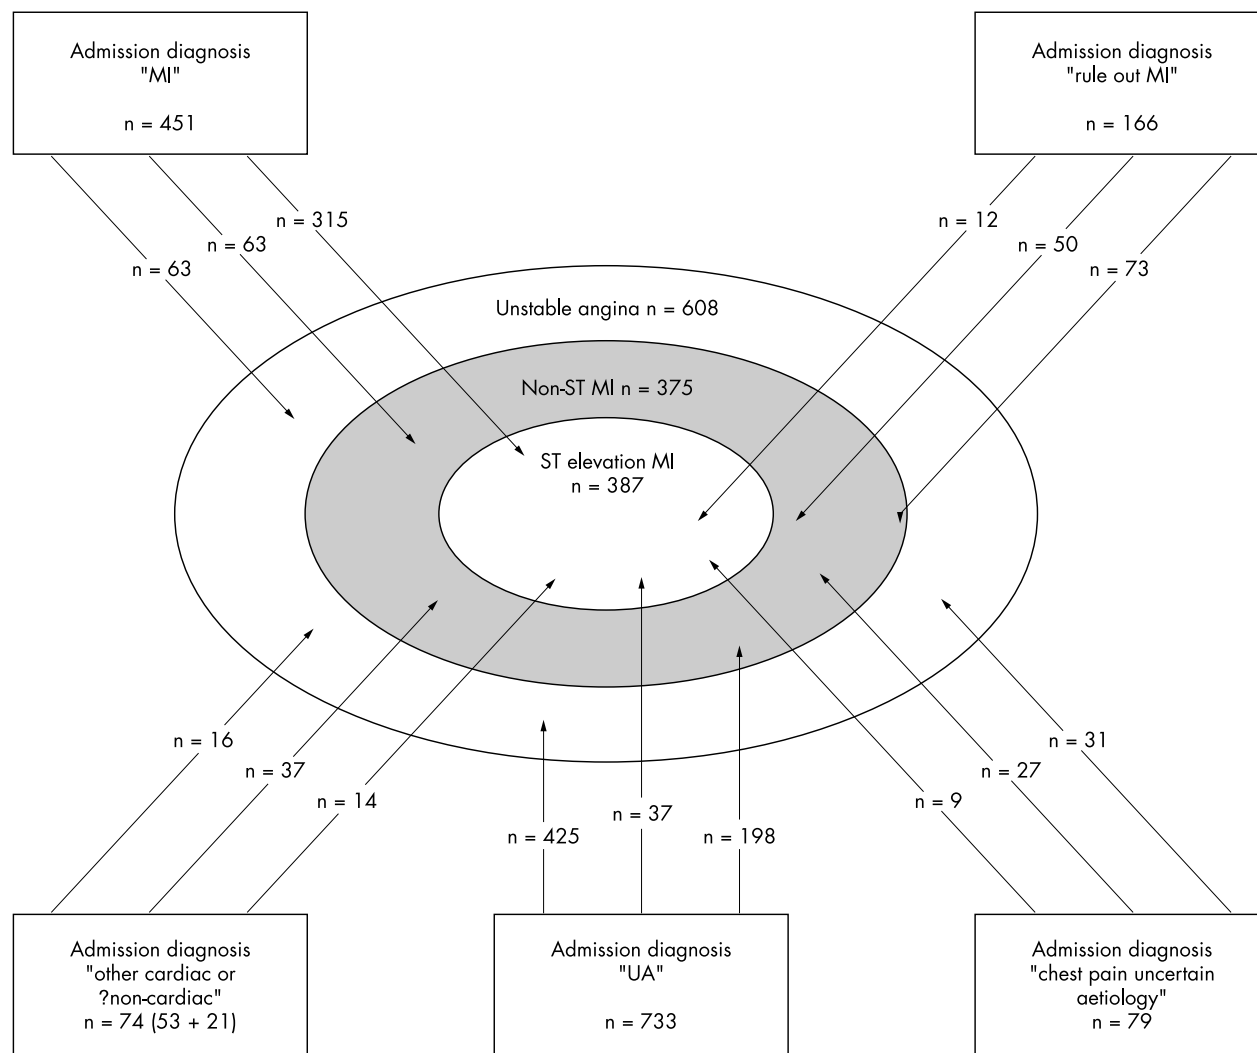 Admission diagnosis
"MI"
n = 451
Admission diagnosis
"rule out MI"
n = 166
n = 315
n = 63
n = 63
n = 12
n = 50
n = 73
Unstable angina n = 608
Non-ST MI n = 375
ST elevation MI
n = 387
n = 16
n = 37
n = 14
n = 425
n = 37
n = 198
n = 9
n = 27
n = 31
Admission diagnosis
"other cardiac or
?non-cardiac"
n = 74 (53 + 21)
Admission diagnosis
"UA"
n = 733
Admission diagnosis
"chest pain uncertain
aetiology"
n = 79